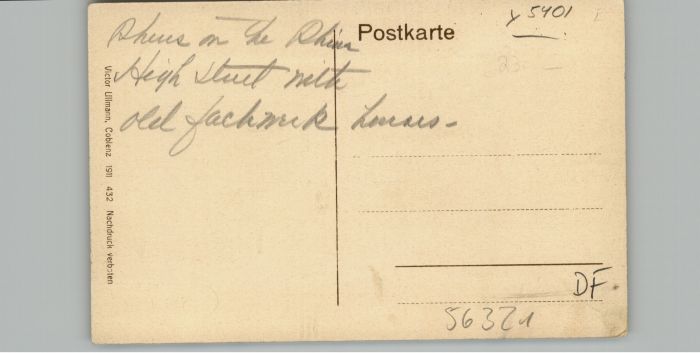 Rhens on the Rhine
High Street with
old fachwerk houses -
Postkarte
x 5401
Victor Ullmann, Coblenz 1911 432 Nachdruck verboten
DF.
56321